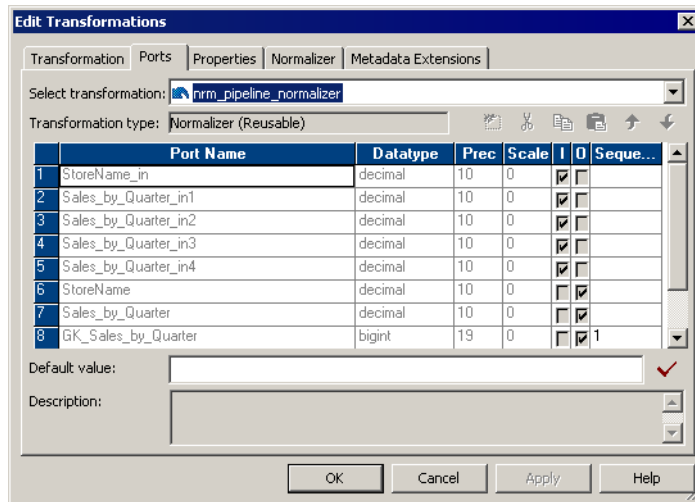 Edit Transformations
Transformation Ports Properties Normalizer Metadata Extensions
Select transformation: nrm_pipeline_normalizer
Transformation type: Normalizer (Reusable)
Port Name Datatype Prec Scale I O Seque...
1 StoreName_in decimal 10 0
2 Sales_by_Quarter_in1 decimal 10 0
3 Sales_by_Quarter_in2 decimal 10 0
4 Sales_by_Quarter_in3 decimal 10 0
5 Sales_by_Quarter_in4 decimal 10 0
6 StoreName decimal 10 0
7 Sales_by_Quarter decimal 10 0
8 GK_Sales_by_Quarter bigint 19 0 1
Default value:
Description:
OK Cancel Apply Help